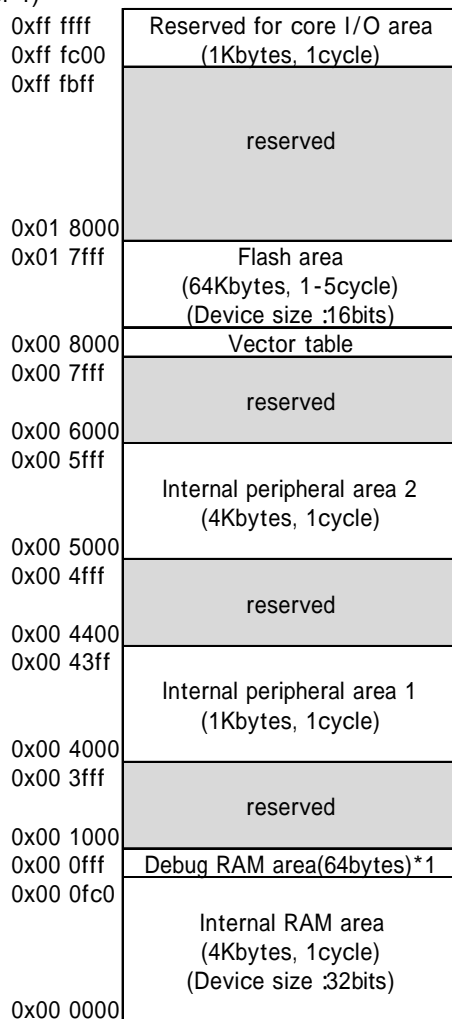 0xff ffff Reserved for core I/O area
0xff fc00 (1Kbytes, 1cycle)
0xff fbff
reserved
0x01 8000
0x01 7fff Flash area
(64Kbytes, 1-5cycle)
(Device size :16bits)
0x00 8000 Vector table
0x00 7fff
reserved
0x00 6000
0x00 5fff
Internal peripheral area 2
(4Kbytes, 1cycle)
0x00 5000
0x00 4fff
reserved
0x00 4400
0x00 43ff
Internal peripheral area 1
(1Kbytes, 1cycle)
0x00 4000
0x00 3fff
reserved
0x00 1000
0x00 0fff Debug RAM area(64bytes)*1
0x00 0fc0
Internal RAM area
(4Kbytes, 1cycle)
(Device size :32bits)
0x00 0000